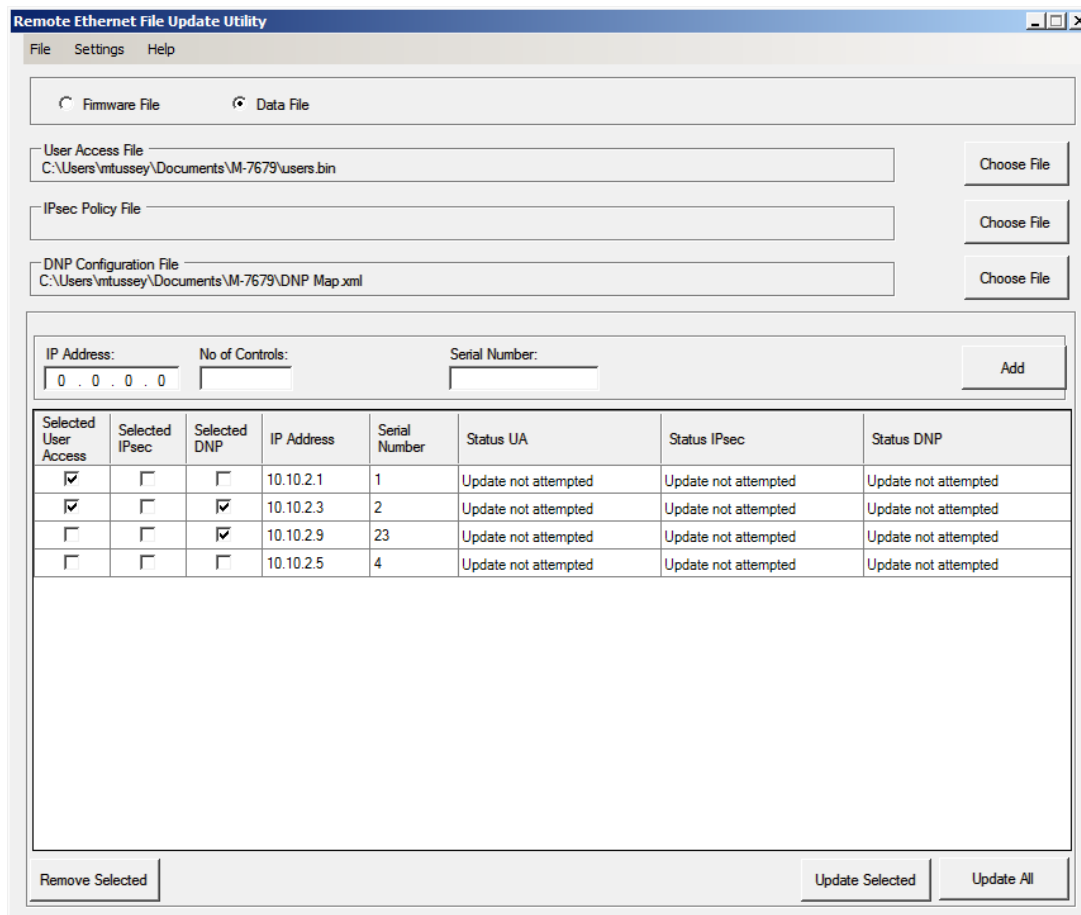 Remote Ethernet File Update Utility
File Settings Help
Firmware File Data File
User Access File
C:\Users\mtussey\Documents\M-7679\users.bin
Choose File
IPsec Policy File
Choose File
DNP Configuration File
C:\Users\mtussey\Documents\M-7679\DNP Map.xml
Choose File
IP Address: No of Controls: Serial Number:
0 . 0 . 0 . 0
Add
Selected User Access Selected IPsec Selected DNP IP Address Serial Number Status UA Status IPsec Status DNP
10.10.2.1 1 Update not attempted Update not attempted Update not attempted
10.10.2.3 2 Update not attempted Update not attempted Update not attempted
10.10.2.9 23 Update not attempted Update not attempted Update not attempted
10.10.2.5 4 Update not attempted Update not attempted Update not attempted
Remove Selected Update Selected Update All